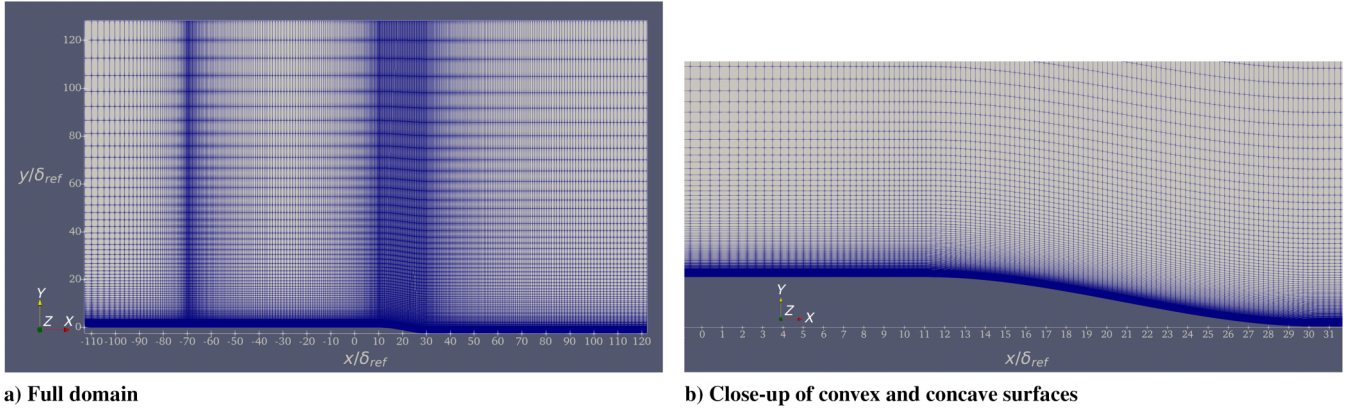 120
100
80
y/δref
60
40
20
0
Y
Z X
-110 -100 -90 -80 -70 -60 -50 -40 -30 -20 -10 0 10 20 30 40 50 60 70 80 90 100 110 120
x/δref
a) Full domain
Y
Z X
0 1 2 3 4 5 6 7 8 9 10 11 12 13 14 15 16 17 18 19 20 21 22 23 24 25 26 27 28 29 30 31
x/δref
b) Close-up of convex and concave surfaces